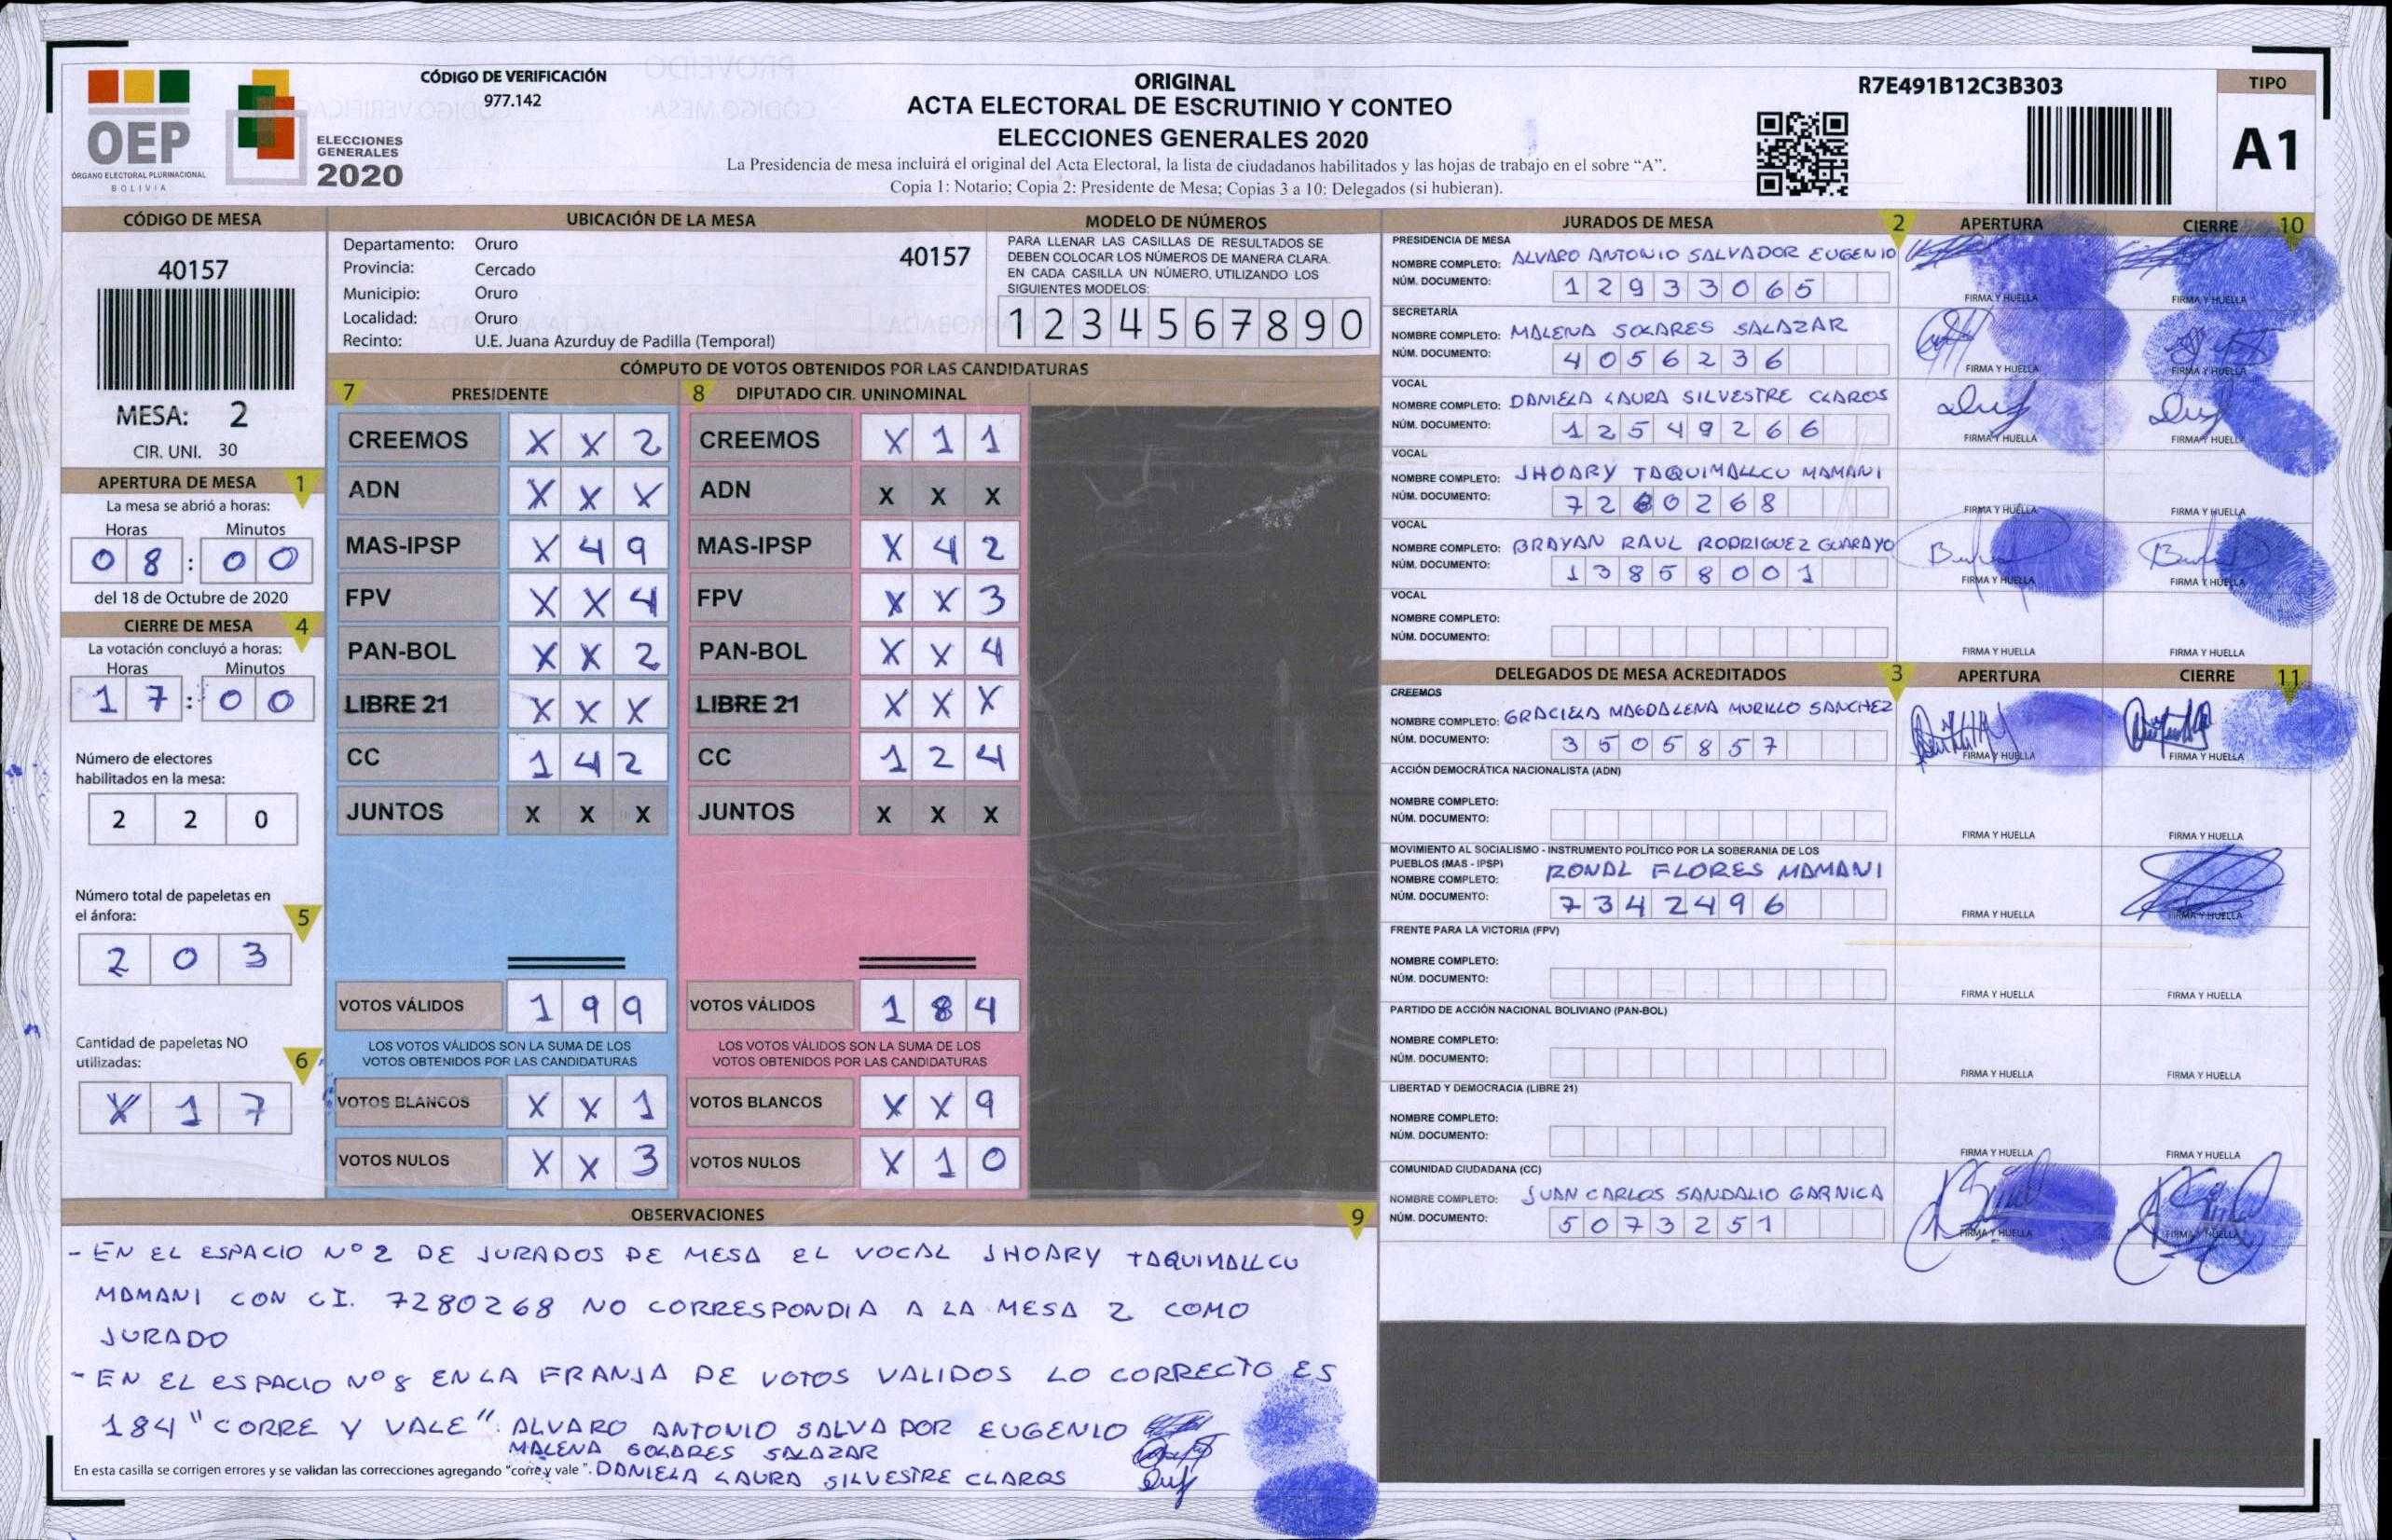 CÓDIGO DE VERIFICACIÓN
977.142
OEP
ÓRGANO ELECTORAL PLURINACIONAL
BOLIVIA
ELECCIONES
GENERALES
2020
ORIGINAL
ACTA ELECTORAL DE ESCRUTINIO Y CONTEO
ELECCIONES GENERALES 2020
La Presidencia de mesa incluirá el original del Acta Electoral, la lista de ciudadanos habilitados y las hojas de trabajo en el sobre “A”.
Copia 1: Notario; Copia 2: Presidente de Mesa; Copias 3 a 10: Delegados (si hubieran).
R7E491B12C3B303
TIPO
A1
CÓDIGO DE MESA
40157
MESA: 2
CIR. UNI. 30
APERTURA DE MESA 1
La mesa se abrió a horas:
Horas Minutos
08:00
del 18 de Octubre de 2020
CIERRE DE MESA 4
La votación concluyó a horas:
Horas Minutos
17:00
Número de electores
habilitados en la mesa:
2 2 0
Número total de papeletas en
el ánfora: 5
2 0 3
Cantidad de papeletas NO
utilizadas: 6
X 1 7
UBICACIÓN DE LA MESA
Departamento: Oruro 40157
Provincia: Cercado
Municipio: Oruro
Localidad: Oruro
Recinto: U.E. Juana Azurduy de Padilla (Temporal)
MODELO DE NÚMEROS
PARA LLENAR LAS CASILLAS DE RESULTADOS SE
DEBEN COLOCAR LOS NÚMEROS DE MANERA CLARA.
EN CADA CASILLA UN NÚMERO, UTILIZANDO LOS
SIGUIENTES MODELOS:
1 2 3 4 5 6 7 8 9 0
CÓMPUTO DE VOTOS OBTENIDOS POR LAS CANDIDATURAS
7 PRESIDENTE
CREEMOS X X 2
ADN X X X
MAS-IPSP X 4 9
FPV X X 4
PAN-BOL X X 2
LIBRE 21 X X X
CC 1 4 2
JUNTOS X X X
VOTOS VÁLIDOS 1 9 9
LOS VOTOS VÁLIDOS SON LA SUMA DE LOS
VOTOS OBTENIDOS POR LAS CANDIDATURAS
VOTOS BLANCOS X X 1
VOTOS NULOS X X 3
8 DIPUTADO CIR. UNINOMINAL
CREEMOS X 1 1
ADN X X X
MAS-IPSP X 4 2
FPV X X 3
PAN-BOL X X 4
LIBRE 21 X X X
CC 1 2 4
JUNTOS X X X
VOTOS VÁLIDOS 1 8 4
LOS VOTOS VÁLIDOS SON LA SUMA DE LOS
VOTOS OBTENIDOS POR LAS CANDIDATURAS
VOTOS BLANCOS X X 9
VOTOS NULOS X 1 0
OBSERVACIONES 9
- EN EL ESPACIO Nº 2 DE JURADOS DE MESA EL VOCAL JHOARY TAQUIMALLCU
MAMANI CON CI. 7280268 NO CORRESPONDIA A LA MESA 2 COMO
JURADO
- EN EL ESPACIO Nº 8 EN LA FRANJA DE VOTOS VALIDOS LO CORRECTO ES
184 "CORRE Y VALE" ALVARO ANTONIO SALVADOR EUGENIO
MALENA SOLARES SALAZAR
En esta casilla se corrigen errores y se validan las correcciones agregando “corre y vale”. DANIELA LAURA SILVESTRE CLAROS
JURADOS DE MESA 2 APERTURA CIERRE 10
PRESIDENCIA DE MESA
NOMBRE COMPLETO: ALVARO ANTONIO SALVADOR EUGENIO
NÚM. DOCUMENTO: 12933065
FIRMA Y HUELLA FIRMA Y HUELLA
SECRETARÍA
NOMBRE COMPLETO: MALENA SOLARES SALAZAR
NÚM. DOCUMENTO: 4056236
FIRMA Y HUELLA FIRMA Y HUELLA
VOCAL
NOMBRE COMPLETO: DANIELA LAURA SILVESTRE CLAROS
NÚM. DOCUMENTO: 12549266
FIRMA Y HUELLA FIRMA Y HUELLA
VOCAL
NOMBRE COMPLETO: JHOARY TAQUIMALLCU MAMANI
NÚM. DOCUMENTO: 7280268
FIRMA Y HUELLA FIRMA Y HUELLA
VOCAL
NOMBRE COMPLETO: BRAYAN RAUL RODRIGUEZ GUARAYO
NÚM. DOCUMENTO: 13858001
FIRMA Y HUELLA FIRMA Y HUELLA
VOCAL
NOMBRE COMPLETO:
NÚM. DOCUMENTO:
FIRMA Y HUELLA FIRMA Y HUELLA
DELEGADOS DE MESA ACREDITADOS 3 APERTURA CIERRE 11
CREEMOS
NOMBRE COMPLETO: GRACIELA MAGDALENA MURILLO SANCHEZ
NÚM. DOCUMENTO: 3505857
FIRMA Y HUELLA FIRMA Y HUELLA
ACCIÓN DEMOCRÁTICA NACIONALISTA (ADN)
NOMBRE COMPLETO:
NÚM. DOCUMENTO:
FIRMA Y HUELLA FIRMA Y HUELLA
MOVIMIENTO AL SOCIALISMO - INSTRUMENTO POLÍTICO POR LA SOBERANIA DE LOS
PUEBLOS (MAS - IPSP)
NOMBRE COMPLETO: RONAL FLORES MAMANI
NÚM. DOCUMENTO: 7342496
FIRMA Y HUELLA FIRMA Y HUELLA
FRENTE PARA LA VICTORIA (FPV)
NOMBRE COMPLETO:
NÚM. DOCUMENTO:
FIRMA Y HUELLA FIRMA Y HUELLA
PARTIDO DE ACCIÓN NACIONAL BOLIVIANO (PAN-BOL)
NOMBRE COMPLETO:
NÚM. DOCUMENTO:
FIRMA Y HUELLA FIRMA Y HUELLA
LIBERTAD Y DEMOCRACIA (LIBRE 21)
NOMBRE COMPLETO:
NÚM. DOCUMENTO:
FIRMA Y HUELLA FIRMA Y HUELLA
COMUNIDAD CIUDADANA (CC)
NOMBRE COMPLETO: JUAN CARLOS SANDALIO GARNICA
NÚM. DOCUMENTO: 5073251
FIRMA Y HUELLA FIRMA Y HUELLA